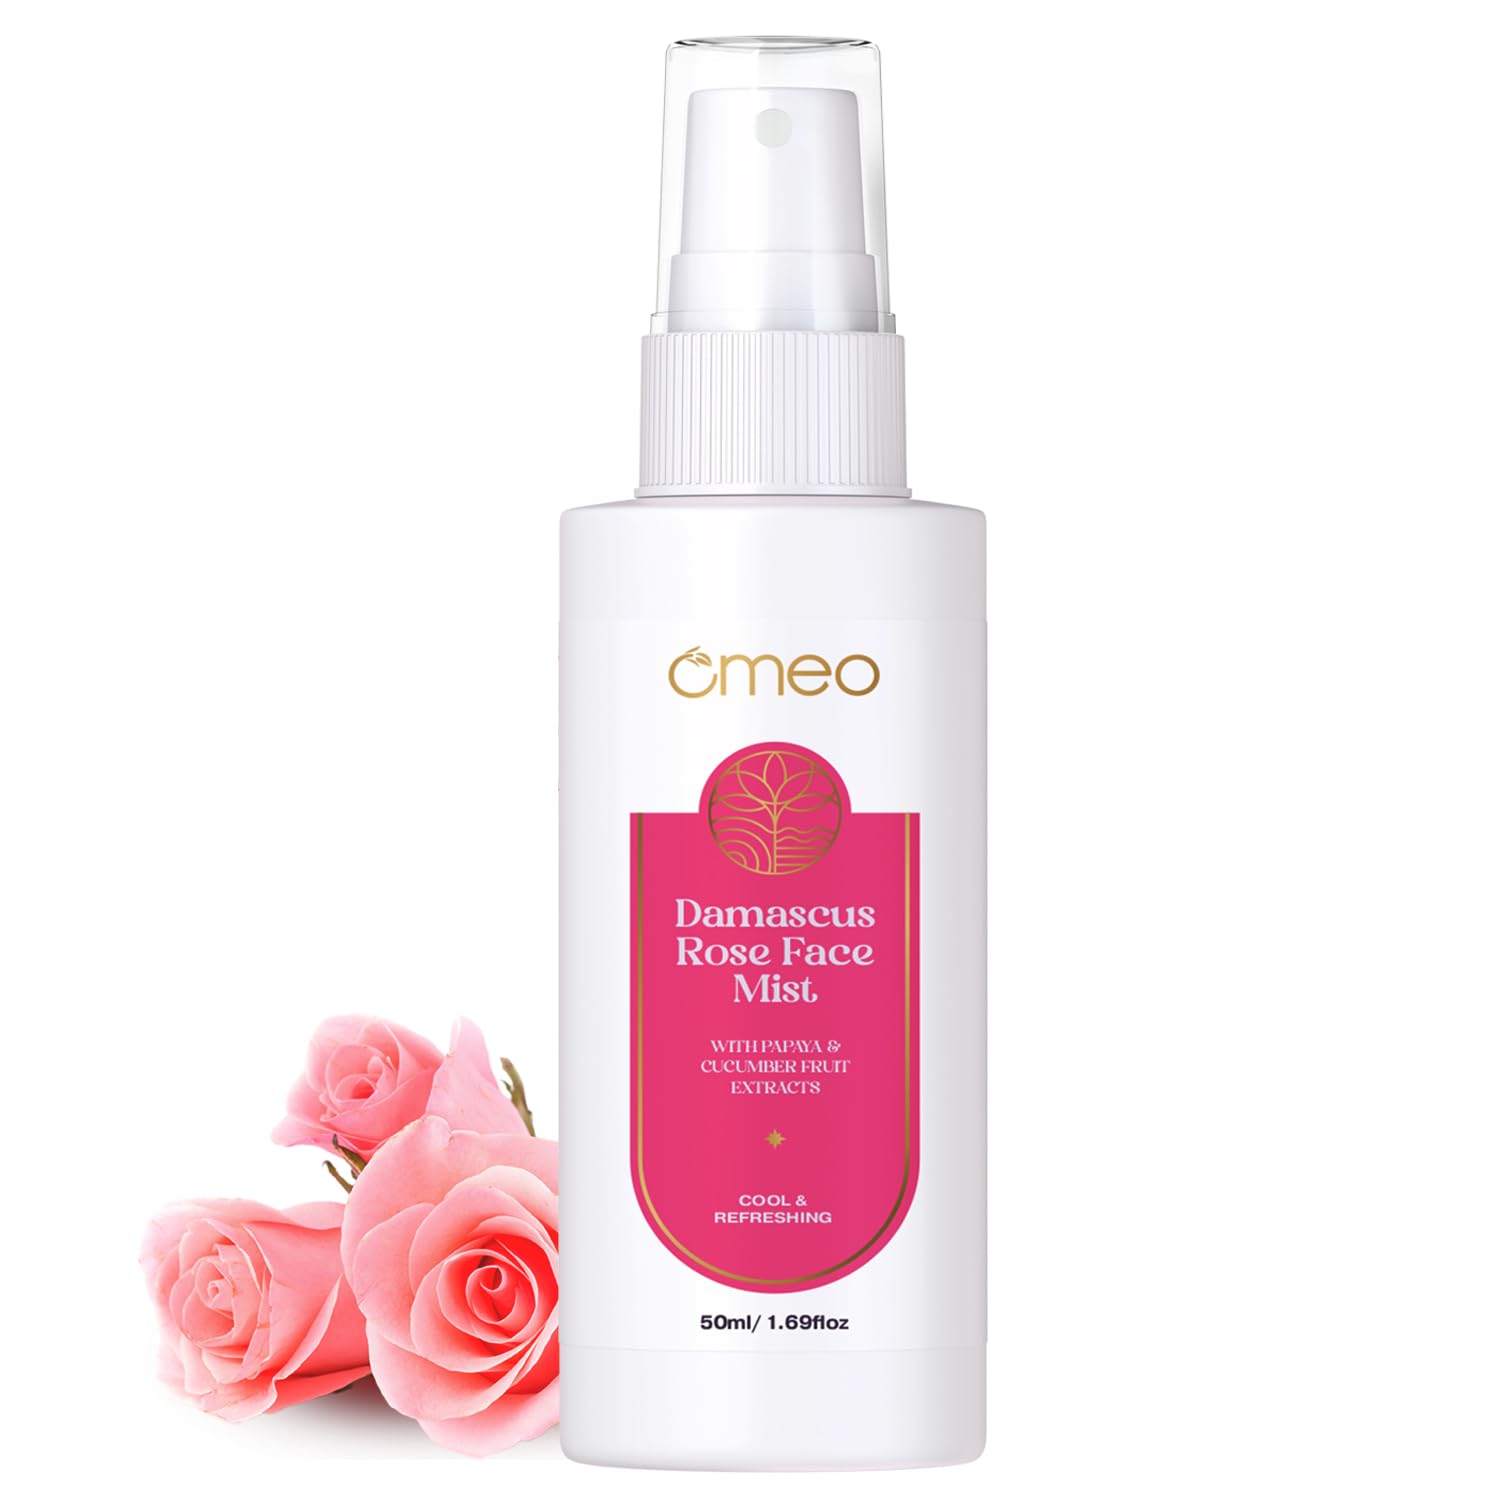 Omeo
Damascus
Rose Face
Mist
WITH PAPAYA &
CUCUMBER FRUIT
EXTRACTS
COOL &
REFRESHING
50ml/ 1.69floz